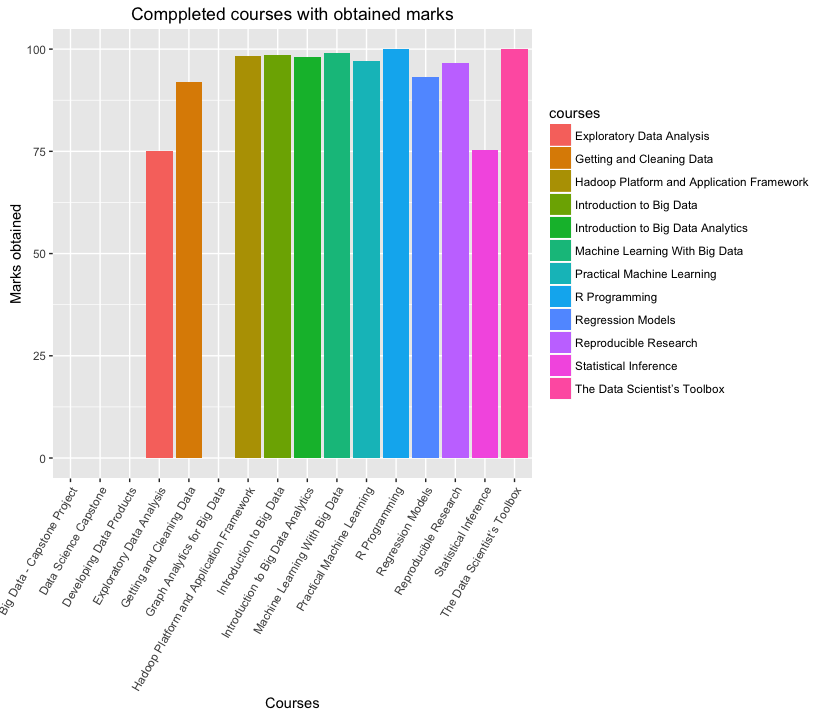 Comppleted courses with obtained marks
Marks obtained
100
75
50
25
0
Big Data - Capstone Project
Data Science Capstone
Developing Data Products
Exploratory Data Analysis
Getting and Cleaning Data
Graph Analytics for Big Data
Hadoop Platform and Application Framework
Introduction to Big Data
Introduction to Big Data Analytics
Machine Learning With Big Data
Practical Machine Learning
R Programming
Regression Models
Reproducible Research
Statistical Inference
The Data Scientist's Toolbox
Courses
courses
Exploratory Data Analysis
Getting and Cleaning Data
Hadoop Platform and Application Framework
Introduction to Big Data
Introduction to Big Data Analytics
Machine Learning With Big Data
Practical Machine Learning
R Programming
Regression Models
Reproducible Research
Statistical Inference
The Data Scientist's Toolbox